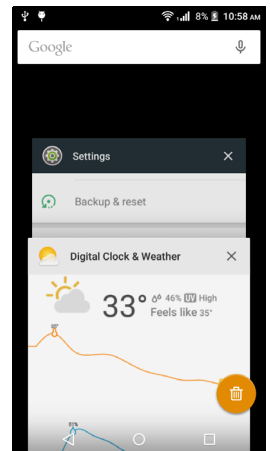 8% 10:58 AM
Google
Settings
Backup & reset
Digital Clock & Weather
33° 46% UV High
Feels like 35°